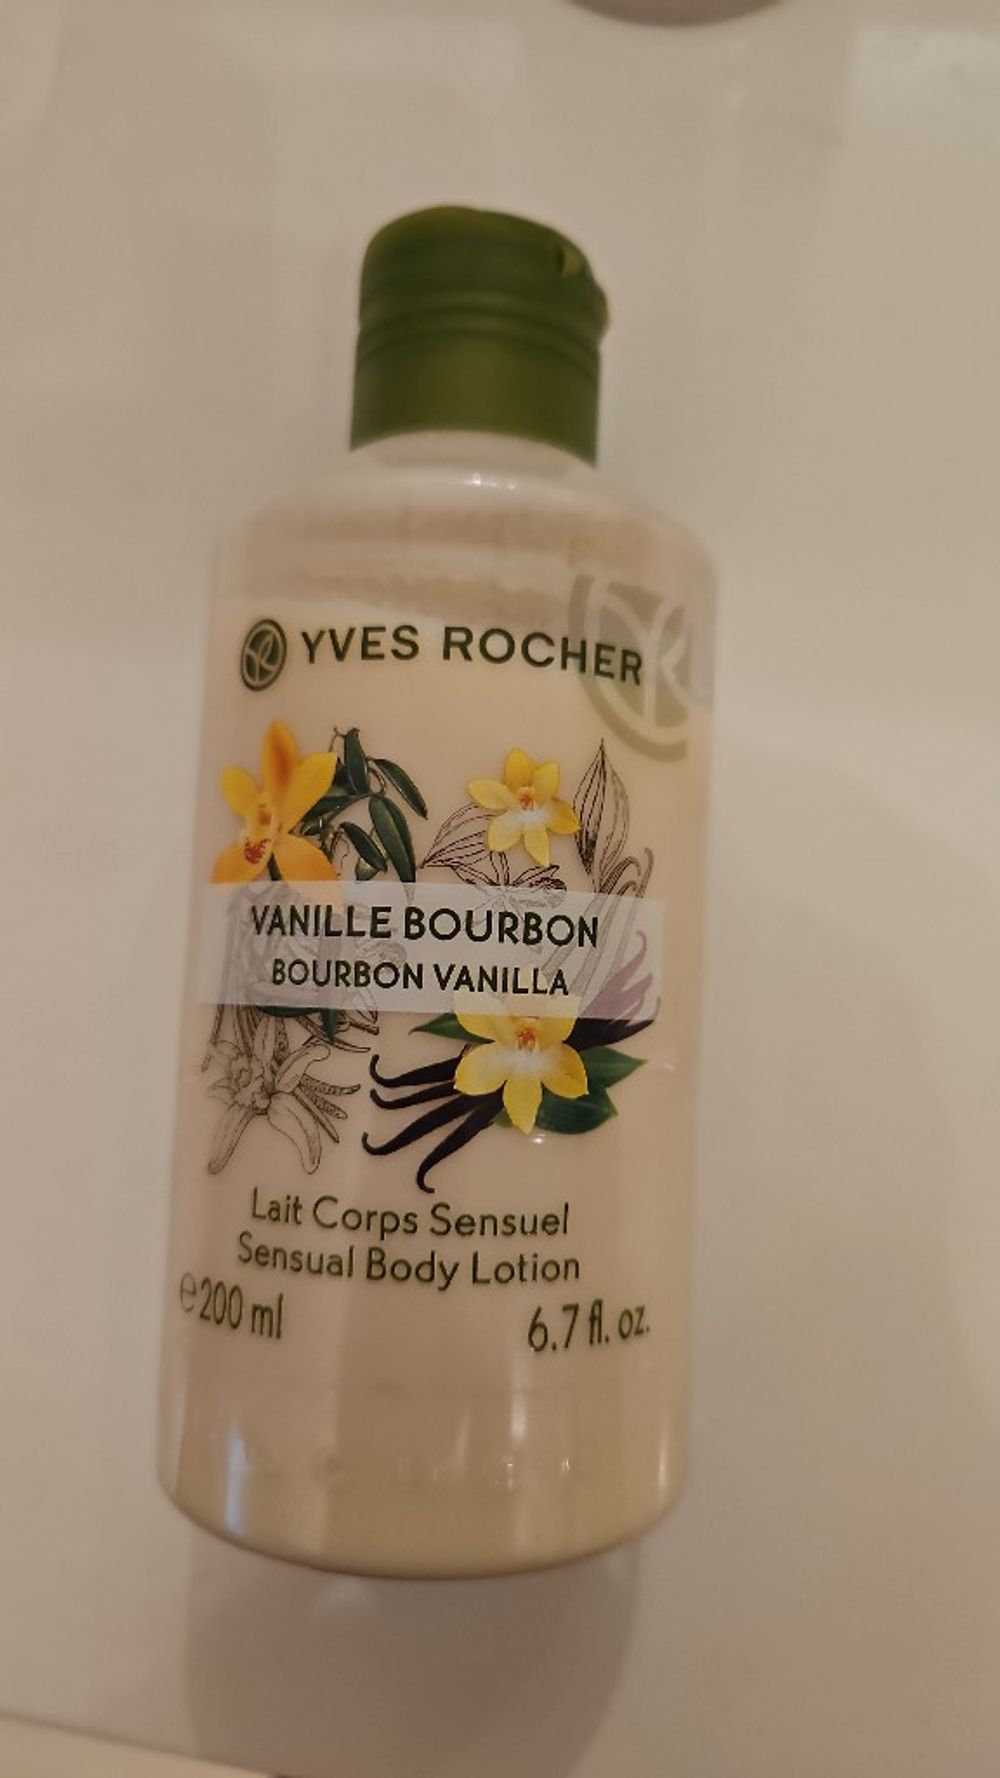 YVES ROCHER
VANILLE BOURBON
BOURBON VANILLA
Lait Corps Sensuel
Sensual Body Lotion
℮200 ml
6.7 fl. oz.